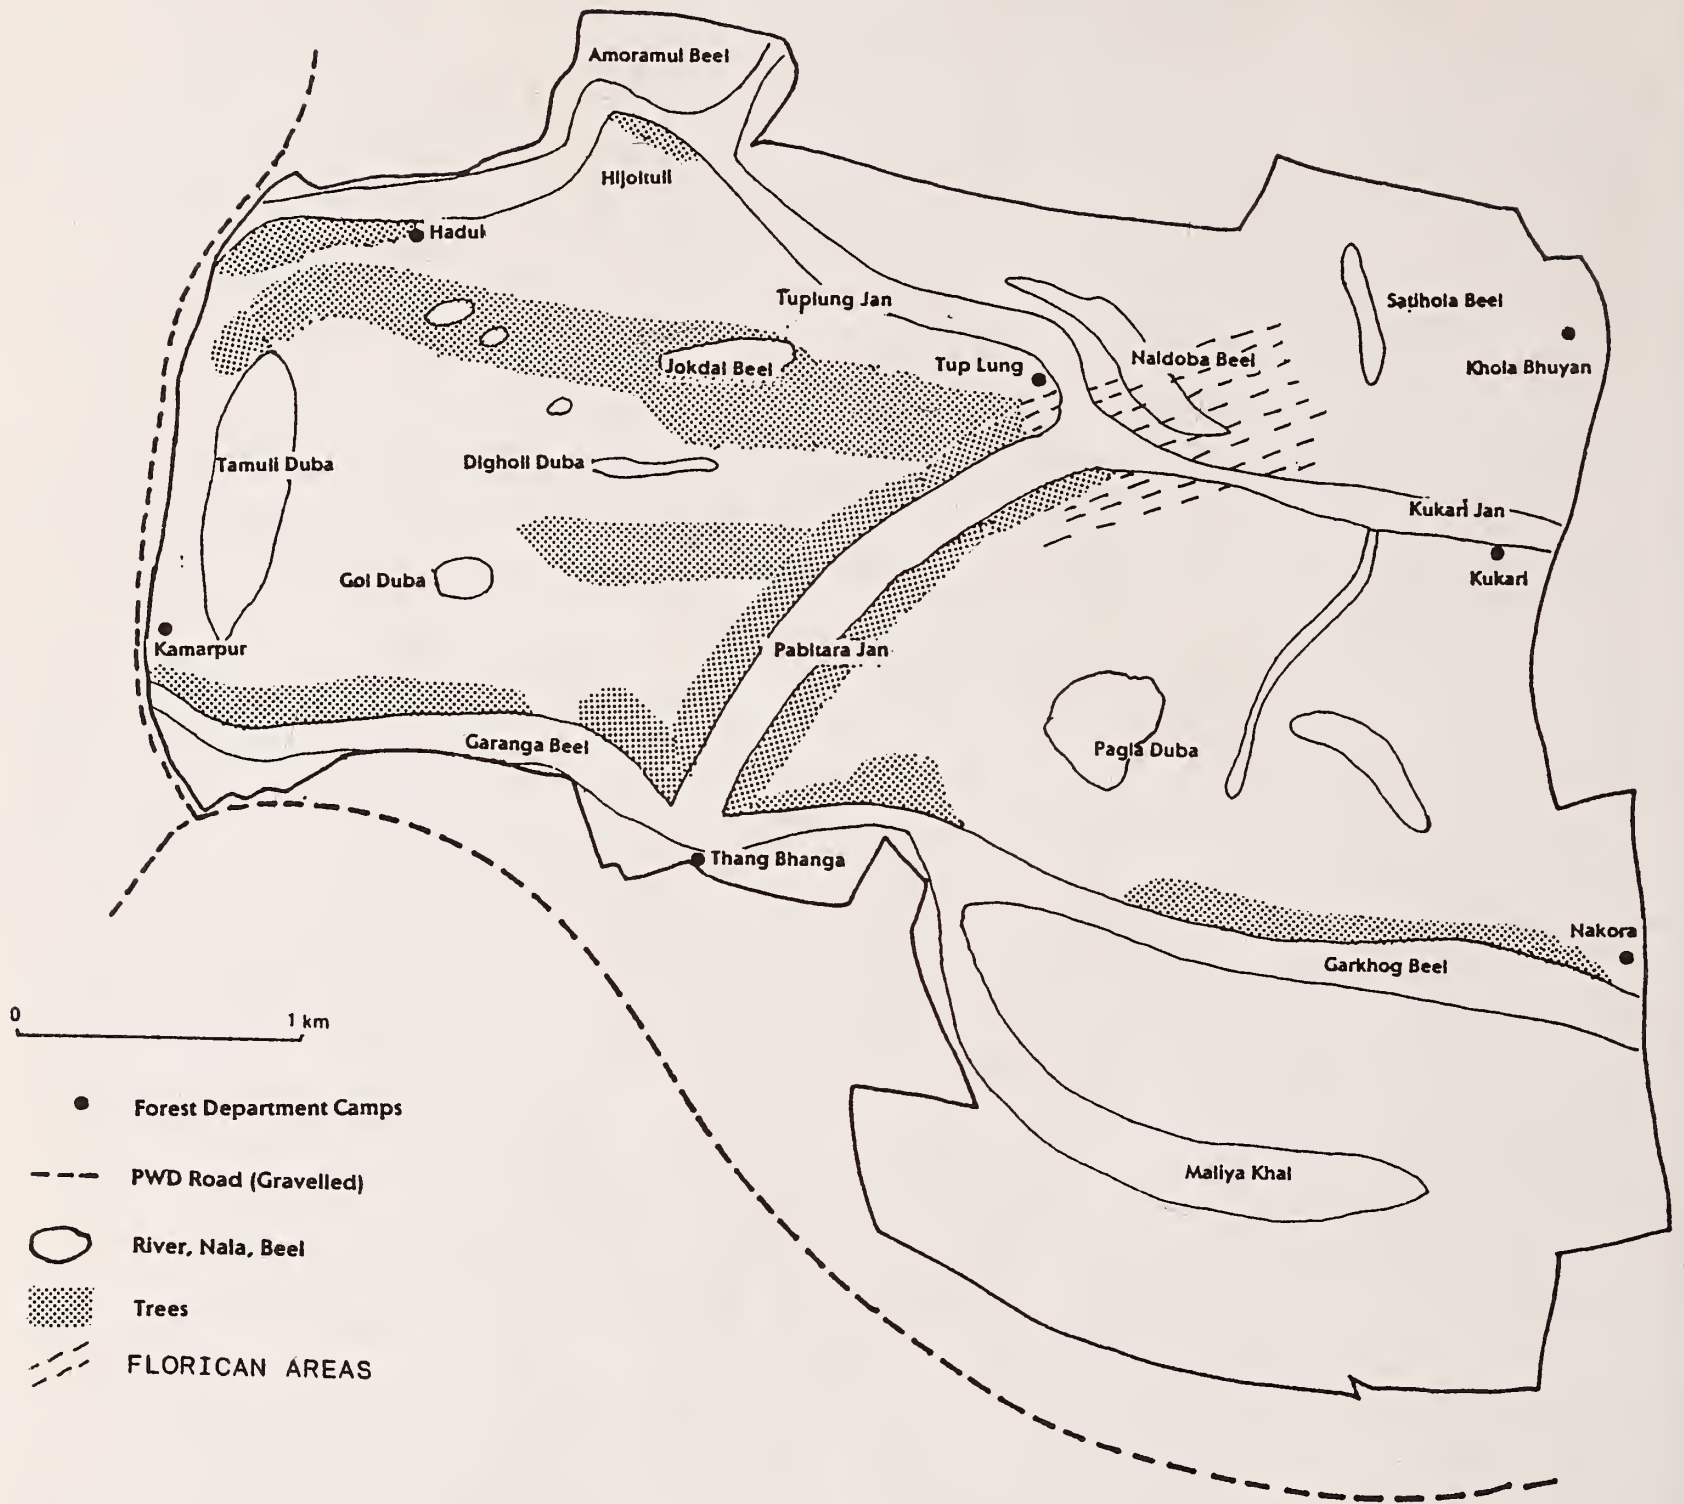 Amoramul Beel
Hijoltuli
Haduk
Tuplung Jan
Satihola Beel
Khola Bhuyan
Naldoba Beel
Tup Lung
Jokdal Beel
Tamuli Duba
Digholi Duba
Kukari Jan
Kukari
Gol Duba
Kamarpur
Pabitara Jan
Garanga Beel
Pagla Duba
Thang Bhanga
Nakora
Garkhog Beel
Maliya Khal
0 1 km
Forest Department Camps
PWD Road (Gravelled)
River, Nala, Beel
Trees
FLORICAN AREAS